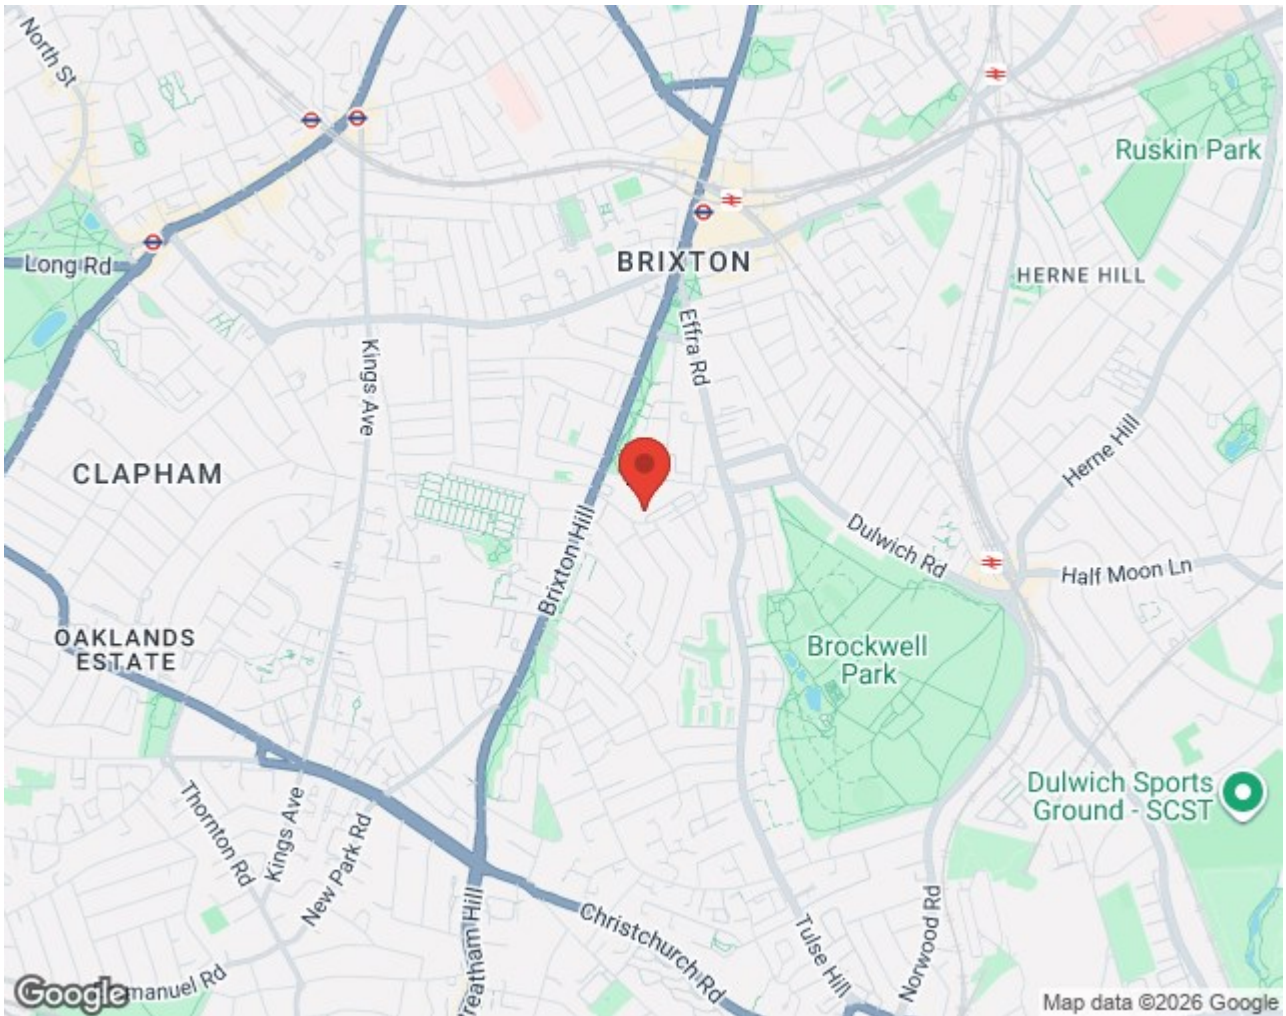 North St
Ruskin Park
Long Rd
BRIXTON
HERNE HILL
Effra Rd
Kings Ave
Herne Hill
CLAPHAM
Dulwich Rd
Brixton Hill
Half Moon Ln
OAKLANDS
ESTATE
Brockwell
Park
Dulwich Sports
Ground - SCST
Thornton Rd
Kings Ave
New Park Rd
Christchurch Rd
Tulse Hill
Norwood Rd
Rd
Hill
Google
Map data ©2026 Google